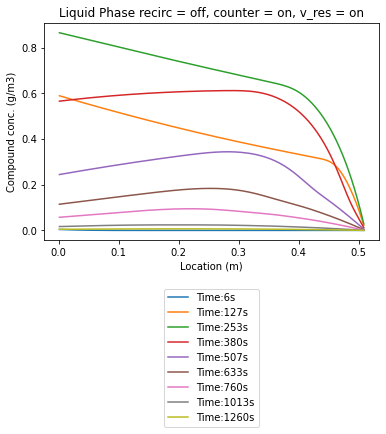 Liquid Phase recirc = off, counter = on, v_res = on
Compound conc. (g/m3)
0.8
0.6
0.4
0.2
0.0
0.0 0.1 0.2 0.3 0.4 0.5
Location (m)
Time:6s
Time:127s
Time:253s
Time:380s
Time:507s
Time:633s
Time:760s
Time:1013s
Time:1260s